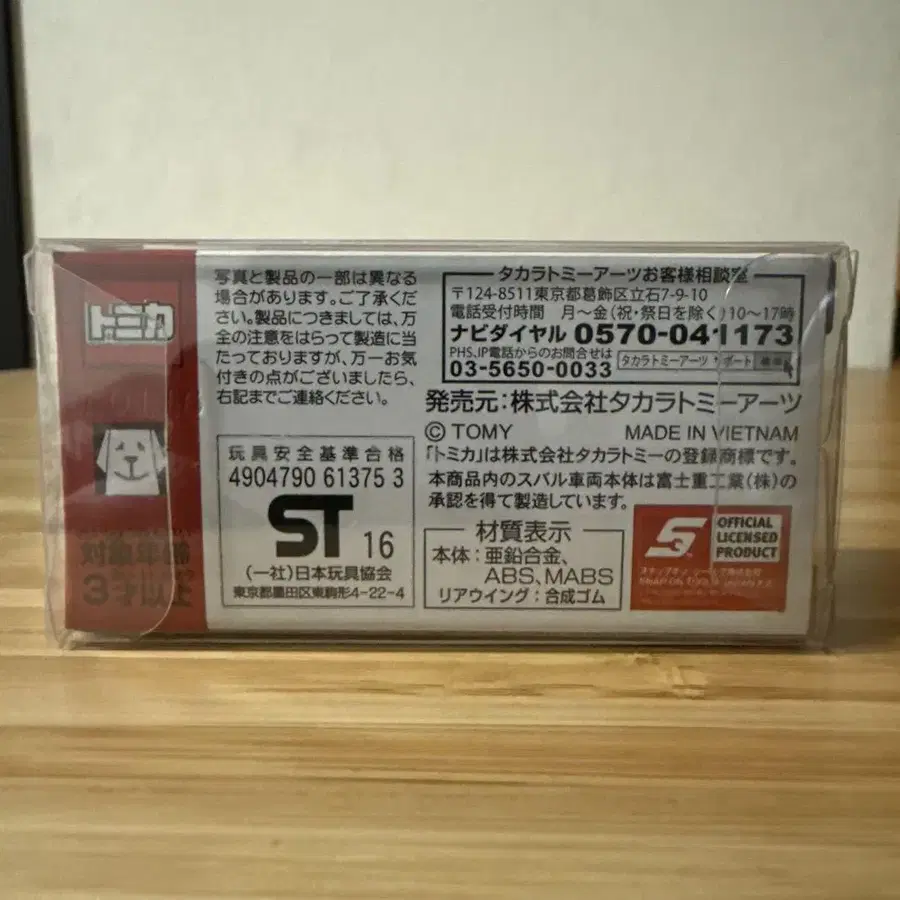 トミカ
対象年齢
3才以上
写真と製品の一部は異なる
場合があります。ご了承くだ
さい。製品につきましては、万
全の注意をはらって製造に当
たっておりますが、万一お気
付きの点がございましたら、
右記までご連絡ください。
玩具安全基準合格
4904790 61375 3
ST 16
(一社)日本玩具協会
東京都墨田区東駒形4-22-4
タカラトミーアーツお客様相談室
〒124-8511東京都葛飾区立石7-9-10
電話受付時間 月〜金(祝・祭日を除く)10〜17時
ナビダイヤル 0570-041173
PHS、IP電話からのお問合せは
03-5650-0033
タカラトミーアーツ サポート 検索
発売元:株式会社タカラトミーアーツ
© TOMY MADE IN VIETNAM
「トミカ」は株式会社タカラトミーの登録商標です。
本商品内のスバル車両本体は富士重工業(株)の
承認を得て製造しています。
材質表示
本体:亜鉛合金、
ABS、MABS
リアウイング:合成ゴム
OFFICIAL
LICENSED
PRODUCT